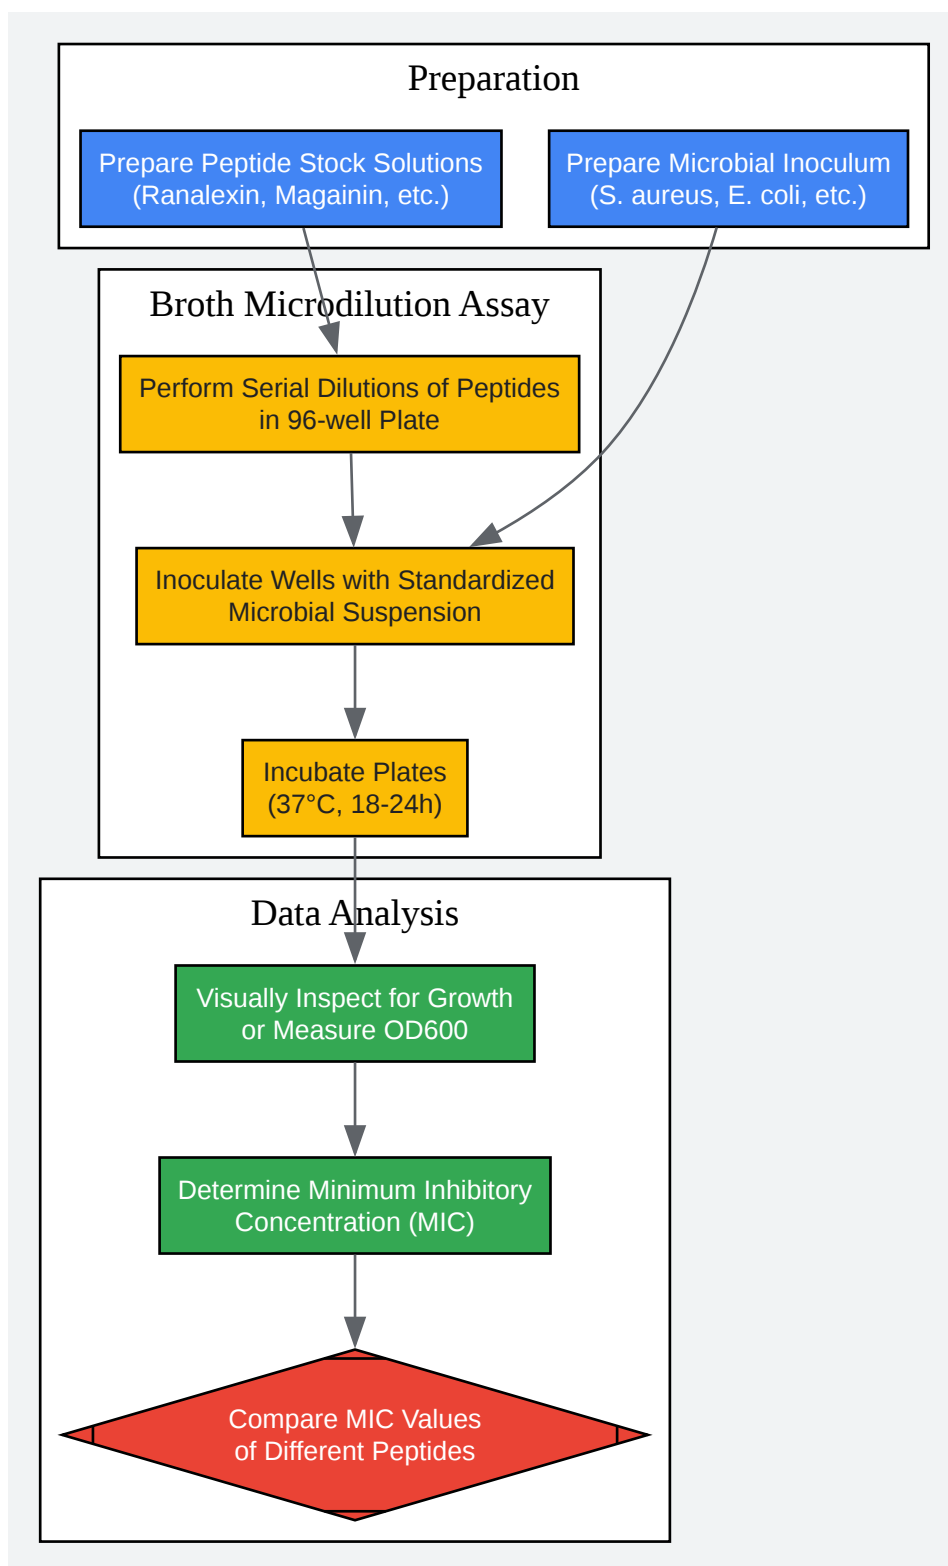 Preparation
Prepare Peptide Stock Solutions
(Ranalexin, Magainin, etc.)
Prepare Microbial Inoculum
(S. aureus, E. coli, etc.)
Broth Microdilution Assay
Perform Serial Dilutions of Peptides
in 96-well Plate
Inoculate Wells with Standardized
Microbial Suspension
Incubate Plates
(37°C, 18-24h)
Data Analysis
Visually Inspect for Growth
or Measure OD600
Determine Minimum Inhibitory
Concentration (MIC)
Compare MIC Values
of Different Peptides